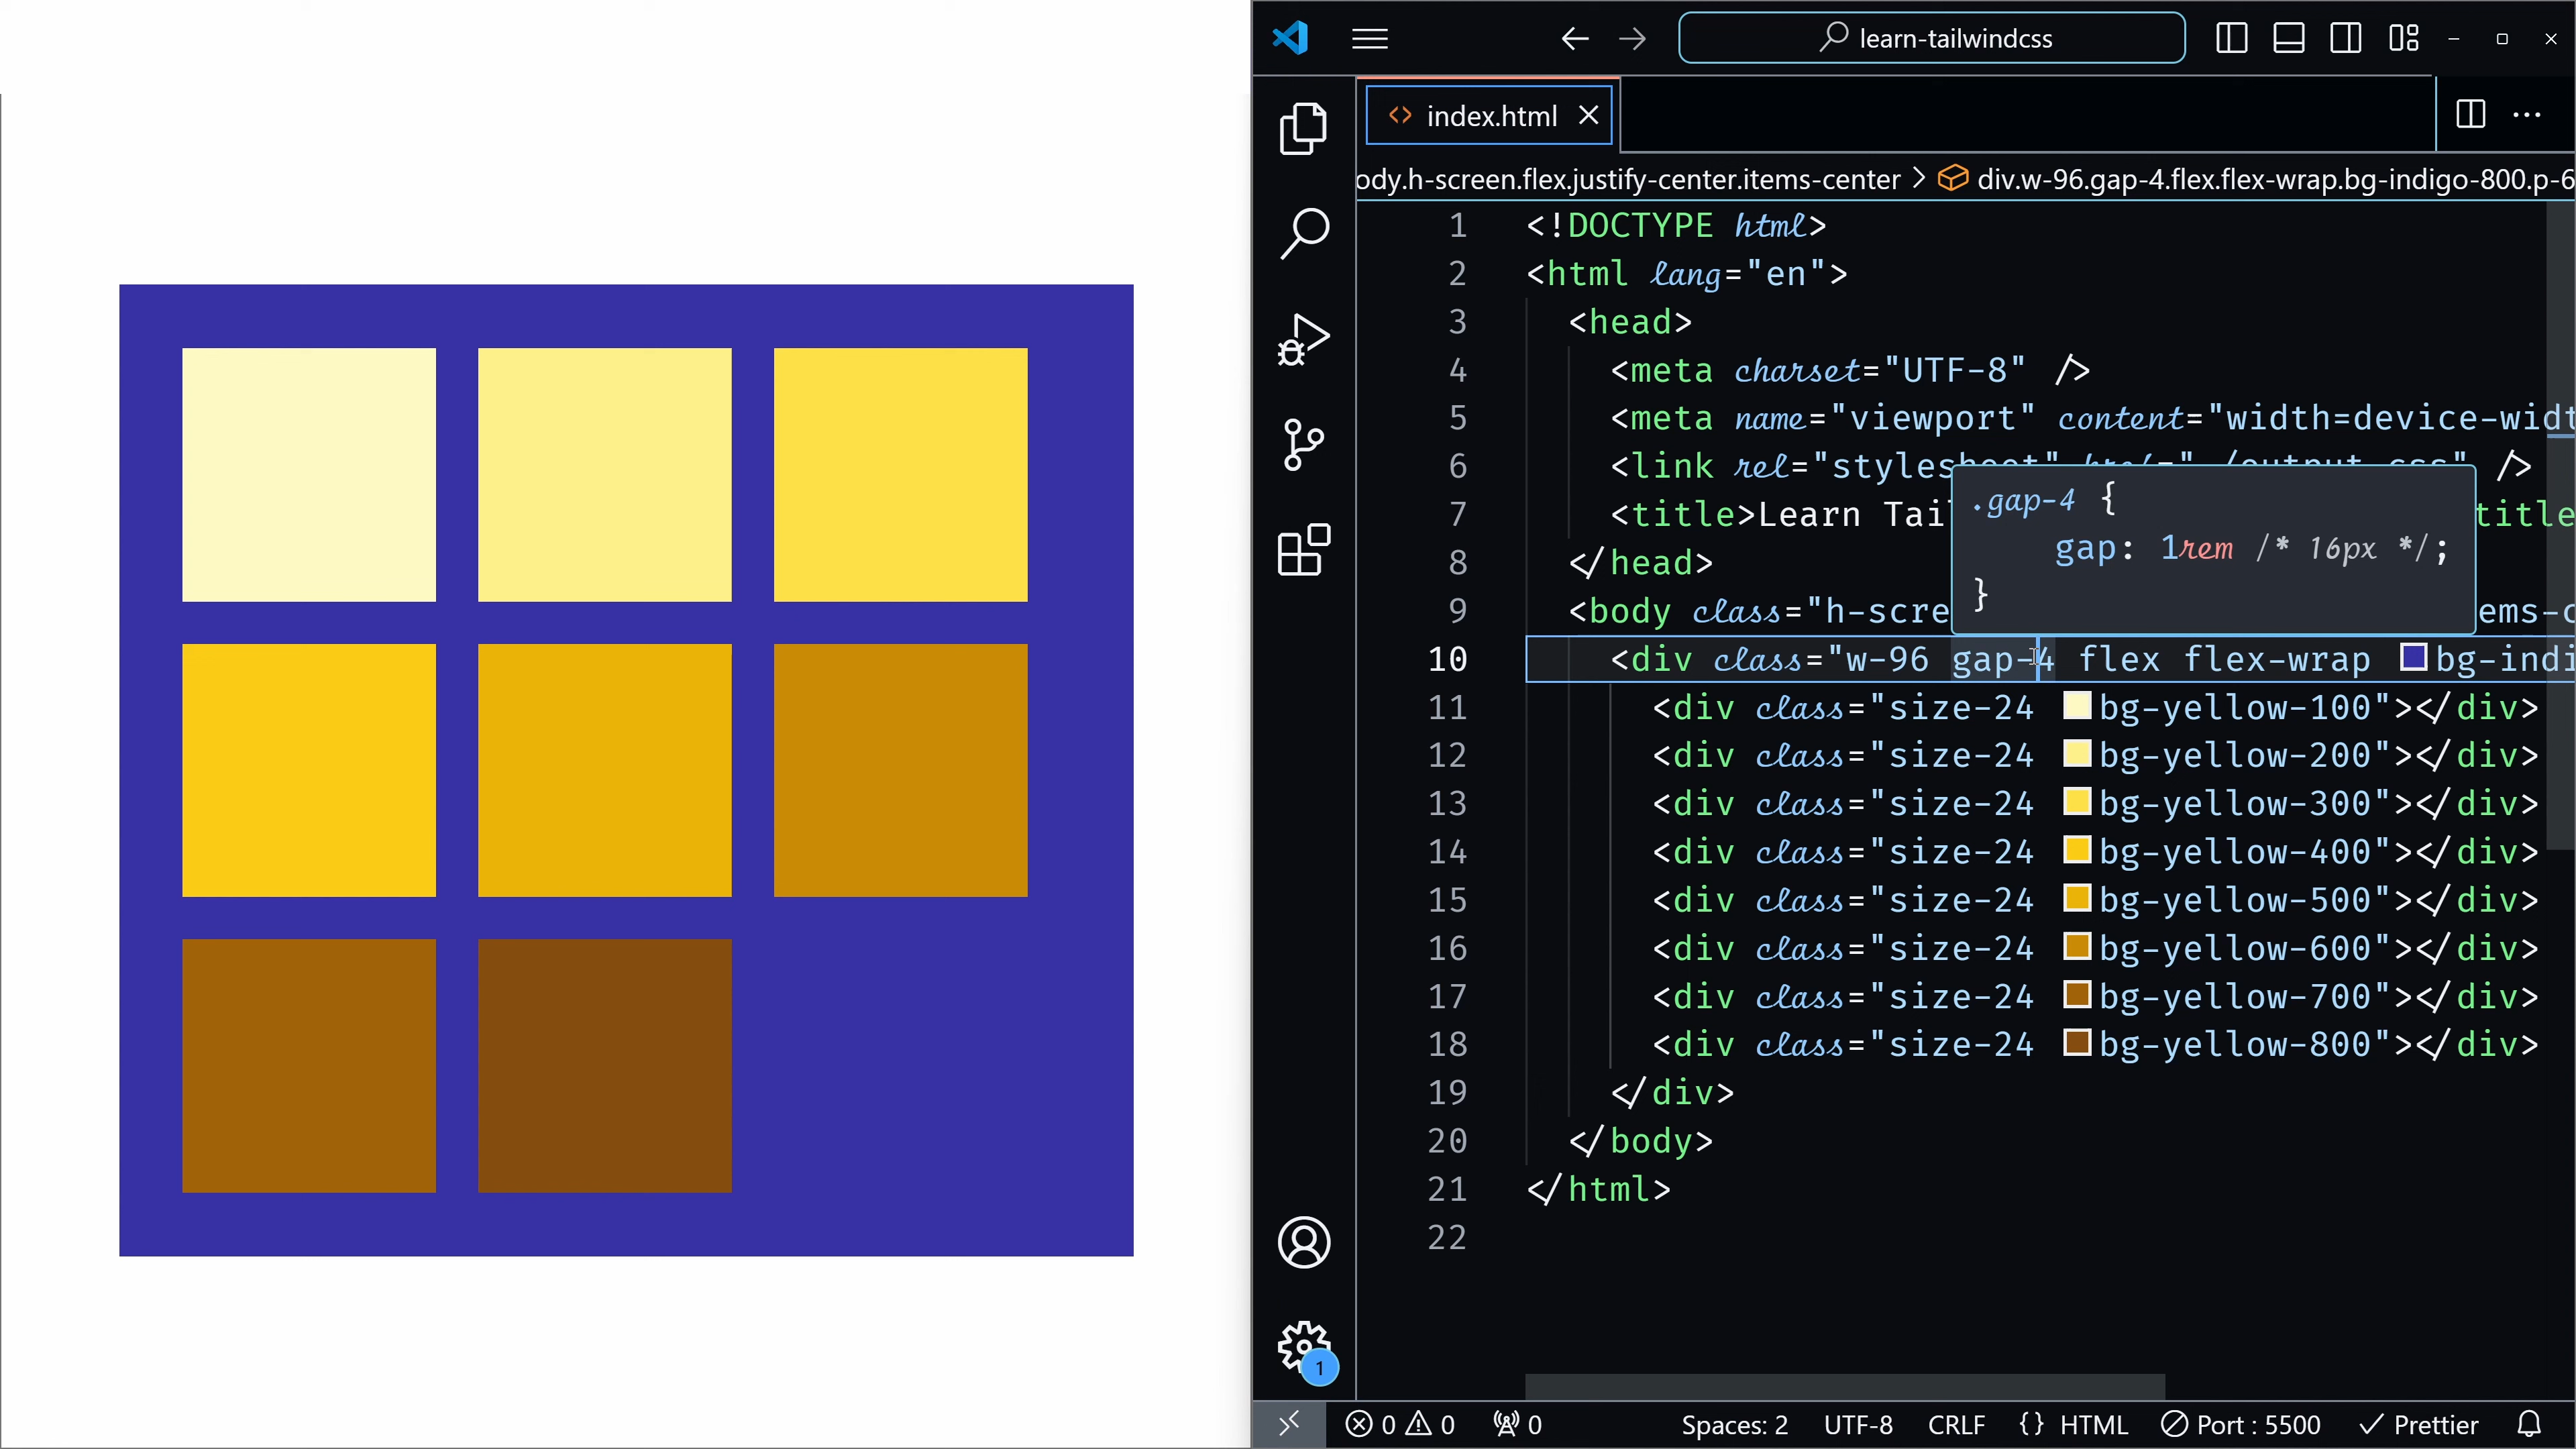 learn-tailwindcss
index.html
ody.h-screen.flex.justify-center.items-center > div.w-96.gap-4.flex.flex-wrap.bg-indigo-800.p-6
1 <!DOCTYPE html>
2 <html lang="en">
3 <head>
4 <meta charset="UTF-8" />
5 <meta name="viewport" content="width=device-widt
6 <link rel="stylesheet" href="./output.css" />
.gap-4 {
7 <title>Learn Tai title
gap: 1rem /* 16px */;
8 </head>
}
9 <body class="h-scre ems-c
10 <div class="w-96 gap-4 flex flex-wrap bg-indi
11 <div class="size-24 bg-yellow-100"></div>
12 <div class="size-24 bg-yellow-200"></div>
13 <div class="size-24 bg-yellow-300"></div>
14 <div class="size-24 bg-yellow-400"></div>
15 <div class="size-24 bg-yellow-500"></div>
16 <div class="size-24 bg-yellow-600"></div>
17 <div class="size-24 bg-yellow-700"></div>
18 <div class="size-24 bg-yellow-800"></div>
19 </div>
20 </body>
21 </html>
22
1
0 0 0 Spaces: 2 UTF-8 CRLF {} HTML Port : 5500 Prettier